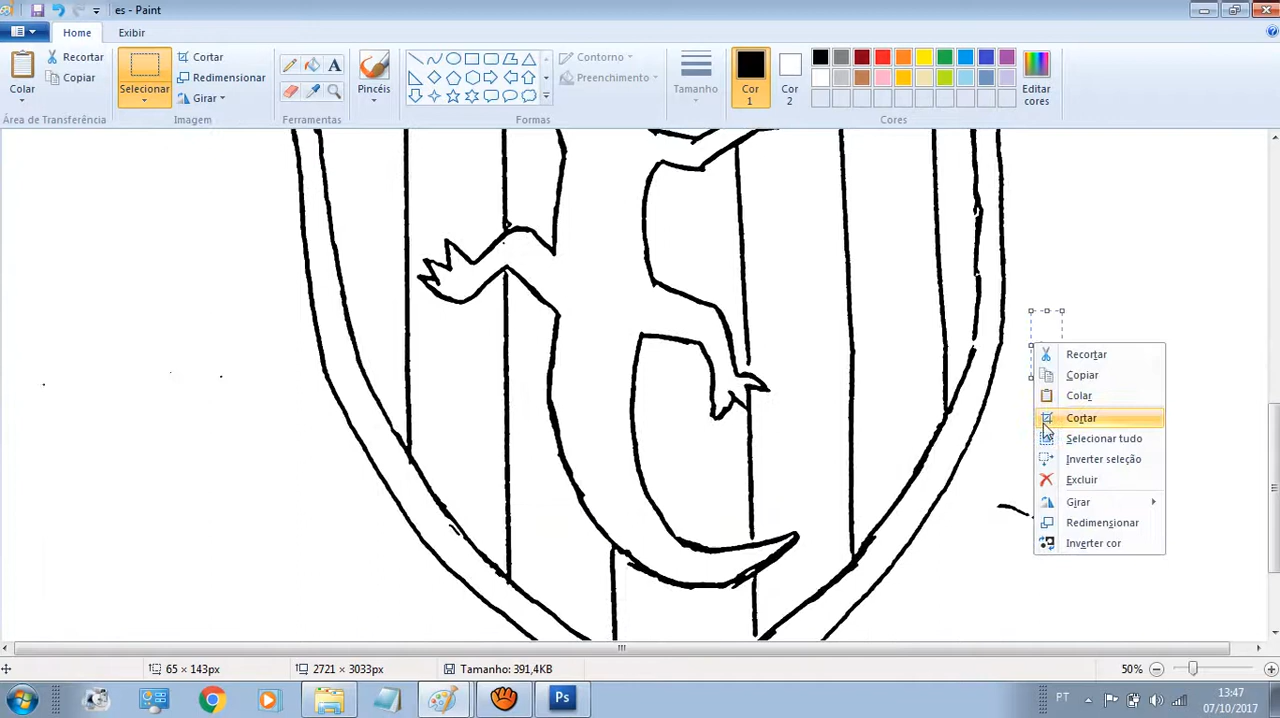 es - Paint
Home
Exibir
Colar
Recortar
Copiar
Área de Transferência
Selecionar
Cortar
Redimensionar
Girar
Imagem
A
Ferramentas
Pincéis
Formas
Contorno
Preenchimento
Tamanho
Cor 1
Cor 2
Editar cores
Cores
Recortar
Copiar
Colar
Cortar
Selecionar tudo
Inverter seleção
Excluir
Girar
Redimensionar
Inverter cor
65 × 143px
2721 × 3033px
Tamanho: 391,4KB
50%
Ps
PT
13:47
07/10/2017